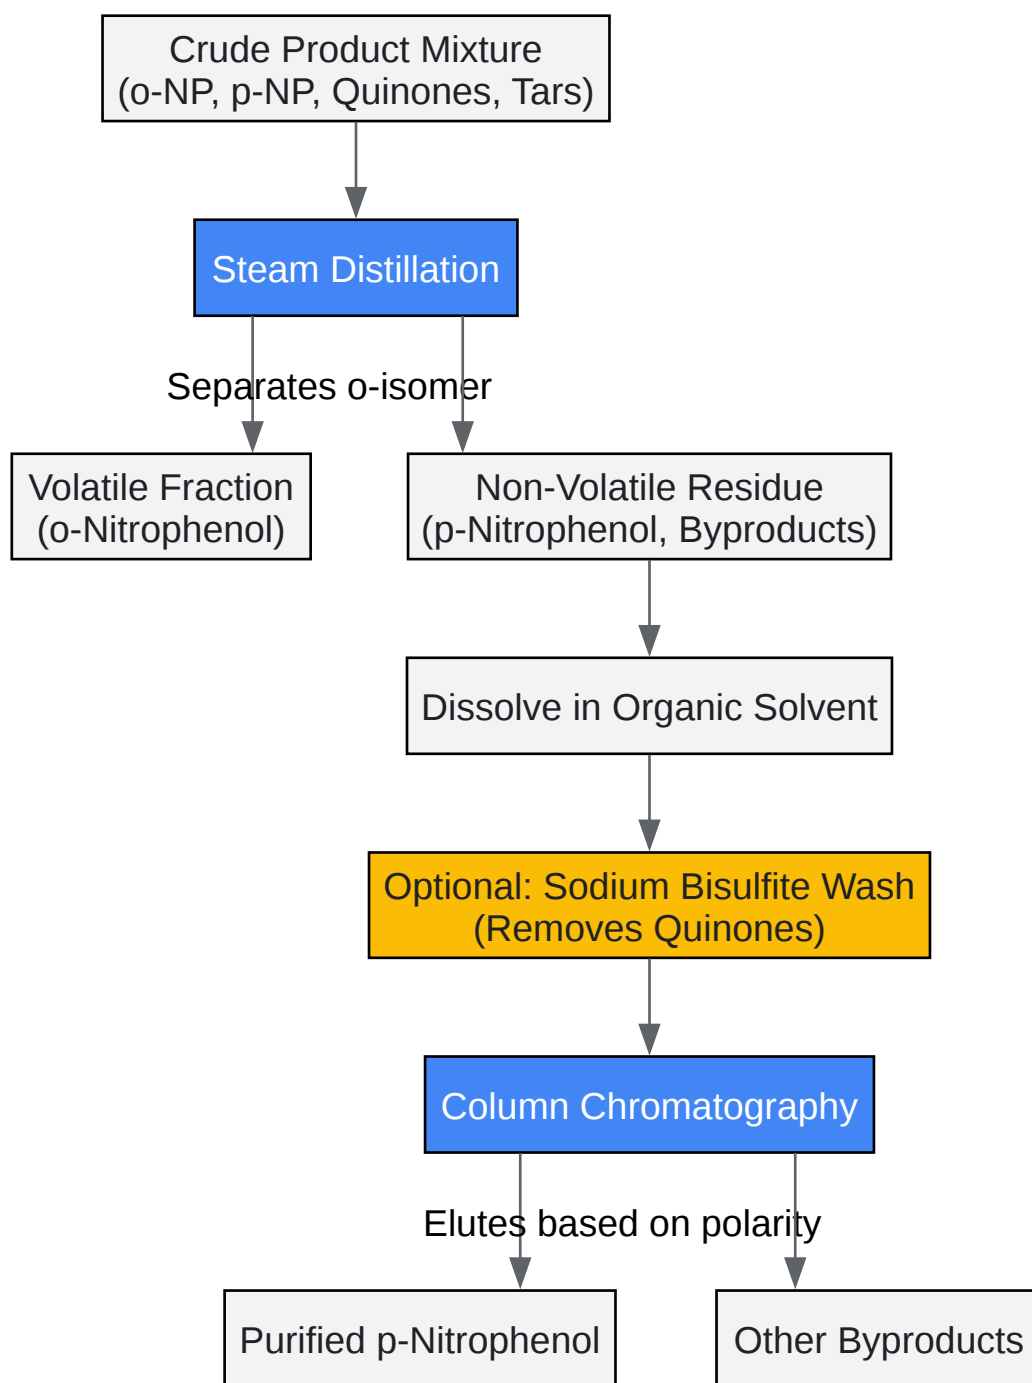 Crude Product Mixture
(o-NP, p-NP, Quinones, Tars)
Steam Distillation
Separates o-isomer
Volatile Fraction
(o-Nitrophenol)
Non-Volatile Residue
(p-Nitrophenol, Byproducts)
Dissolve in Organic Solvent
Optional: Sodium Bisulfite Wash
(Removes Quinones)
Column Chromatography
Elutes based on polarity
Purified p-Nitrophenol
Other Byproducts